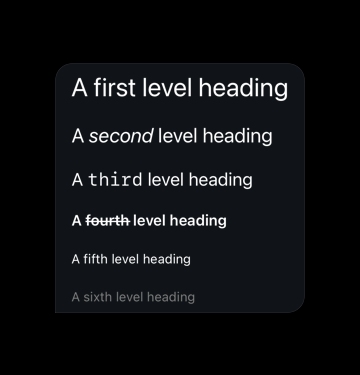 A first level heading
A second level heading
A third level heading
A fourth level heading
A fifth level heading
A sixth level heading